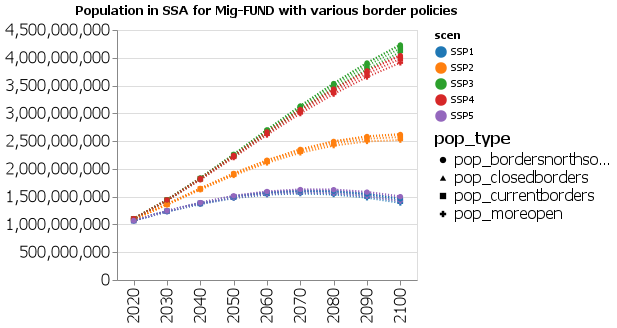 Population in SSA for Mig-FUND with various border policies
4,500,000,000
4,000,000,000
3,500,000,000
3,000,000,000
2,500,000,000
2,000,000,000
1,500,000,000
1,000,000,000
500,000,000
0
2020 2030 2040 2050 2060 2070 2080 2090 2100
scen
SSP1
SSP2
SSP3
SSP4
SSP5
pop_type
pop_bordersnorthso...
pop_closedborders
pop_currentborders
pop_moreopen